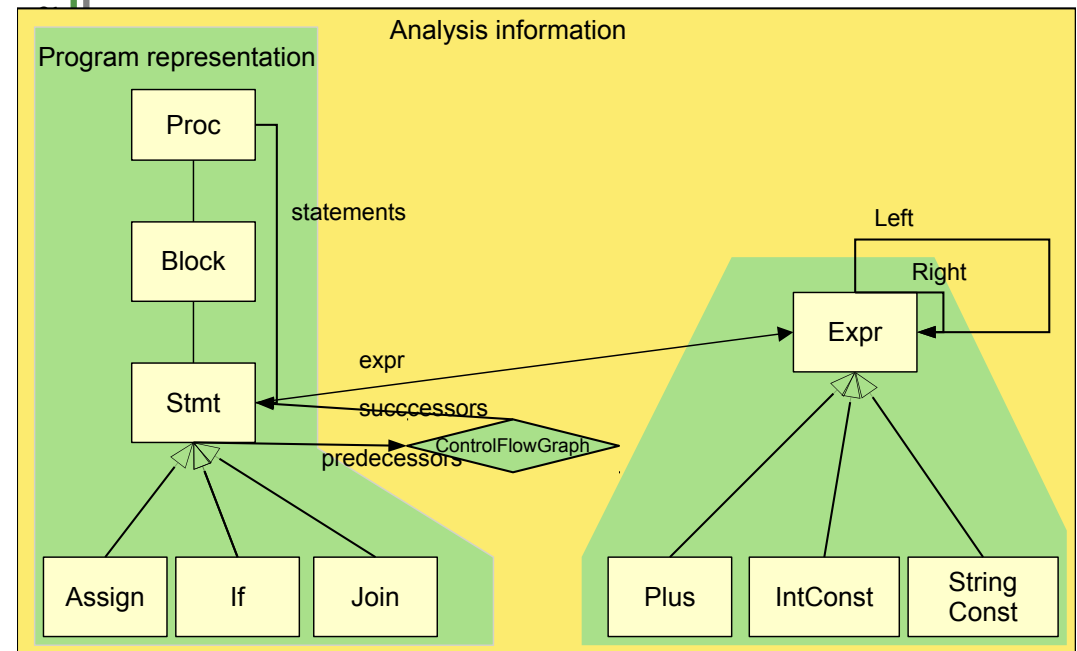 Analysis information
Program representation
Proc
statements
Left
Block
Right
Expr
expr
Stmt
succcessors
ControlFlowGraph
predecessors
Assign
If
Join
Plus
IntConst
String
Const